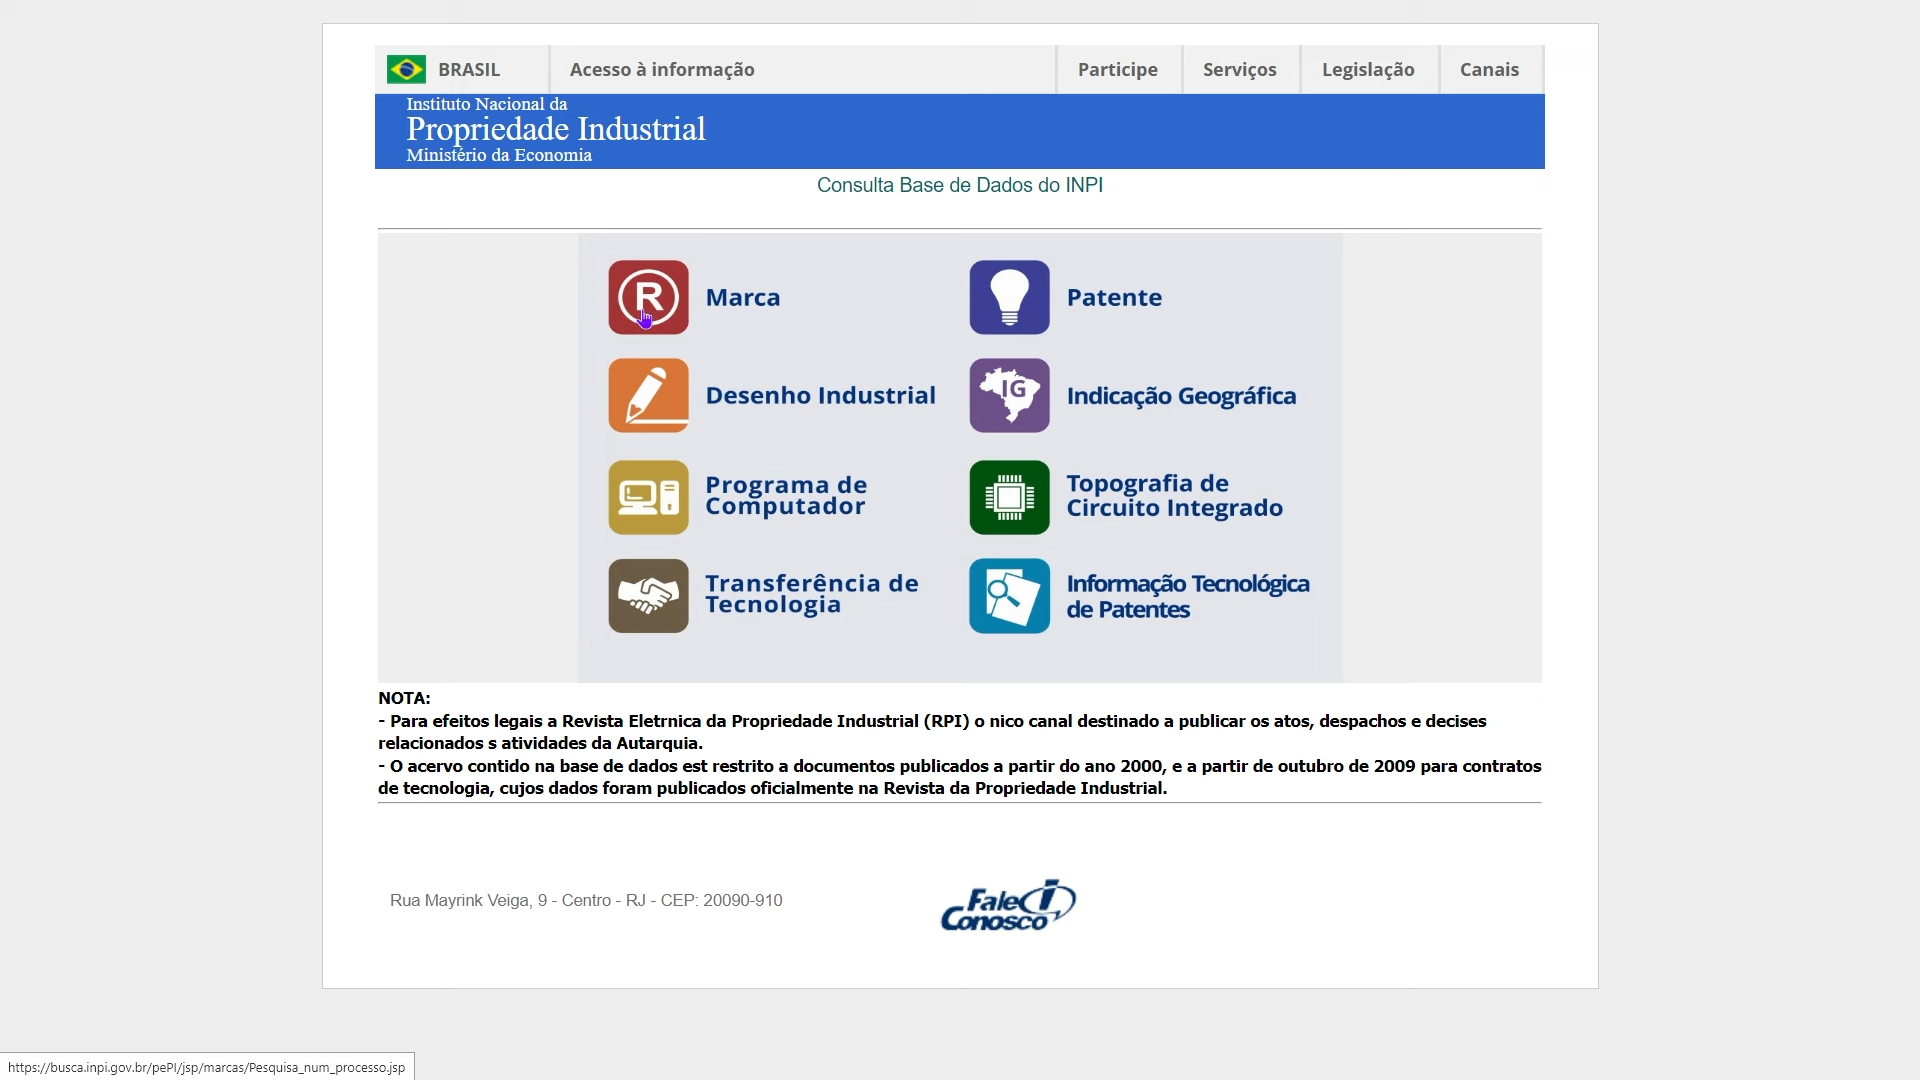 BRASIL
Acesso à informação
Participe
Serviços
Legislação
Canais
Instituto Nacional da
Propriedade Industrial
Ministério da Economia
Consulta Base de Dados do INPI
R
Marca
Patente
Desenho Industrial
IG
Indicação Geográfica
Programa de
Computador
Topografia de
Circuito Integrado
Transferência de
Tecnologia
Informação Tecnológica
de Patentes
NOTA:
- Para efeitos legais a Revista Eletrnica da Propriedade Industrial (RPI) o nico canal destinado a publicar os atos, despachos e decises
relacionados s atividades da Autarquia.
- O acervo contido na base de dados est restrito a documentos publicados a partir do ano 2000, e a partir de outubro de 2009 para contratos
de tecnologia, cujos dados foram publicados oficialmente na Revista da Propriedade Industrial.
Rua Mayrink Veiga, 9 - Centro - RJ - CEP: 20090-910
Fale
Conosco
i
https://busca.inpi.gov.br/pePI/jsp/marcas/Pesquisa_num_processo.jsp